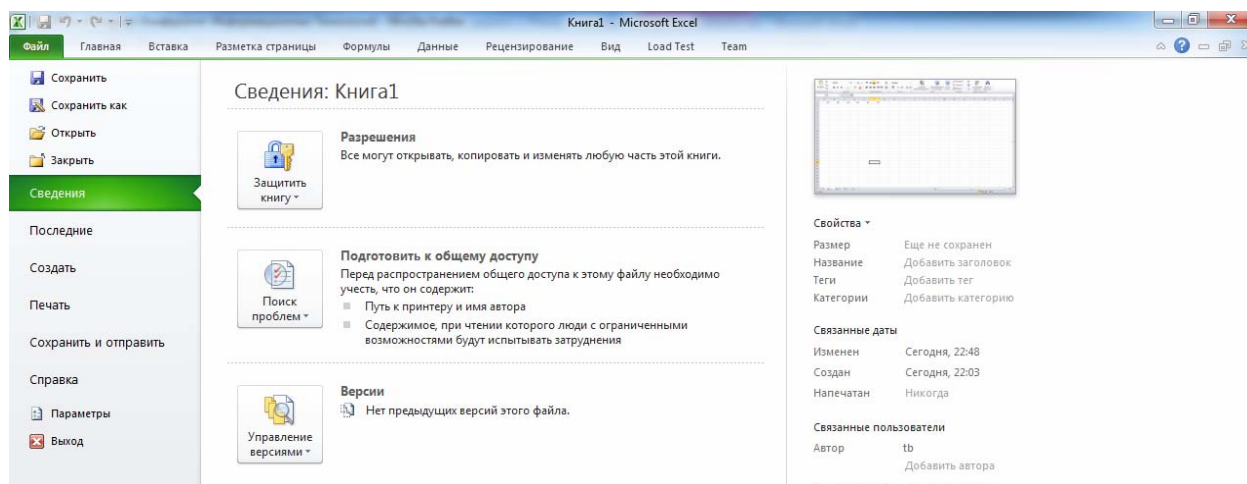 Книга1 - Microsoft Excel
Файл Главная Вставка Разметка страницы Формулы Данные Рецензирование Вид Load Test Team
Сохранить
Сохранить как
Открыть
Закрыть
Сведения
Последние
Создать
Печать
Сохранить и отправить
Справка
Параметры
Выход
Сведения: Книга1
Защитить
книгу
Разрешения
Все могут открывать, копировать и изменять любую часть этой книги.
Поиск
проблем
Подготовить к общему доступу
Перед распространением общего доступа к этому файлу необходимо
учесть, что он содержит:
Путь к принтеру и имя автора
Содержимое, при чтении которого люди с ограниченными
возможностями будут испытывать затруднения
Управление
версиями
Версии
Нет предыдущих версий этого файла.
Свойства
Размер Еще не сохранен
Название Добавить заголовок
Теги Добавить тег
Категории Добавить категорию
Связанные даты
Изменен Сегодня, 22:48
Создан Сегодня, 22:03
Напечатан Никогда
Связанные пользователи
Автор tb
Добавить автора